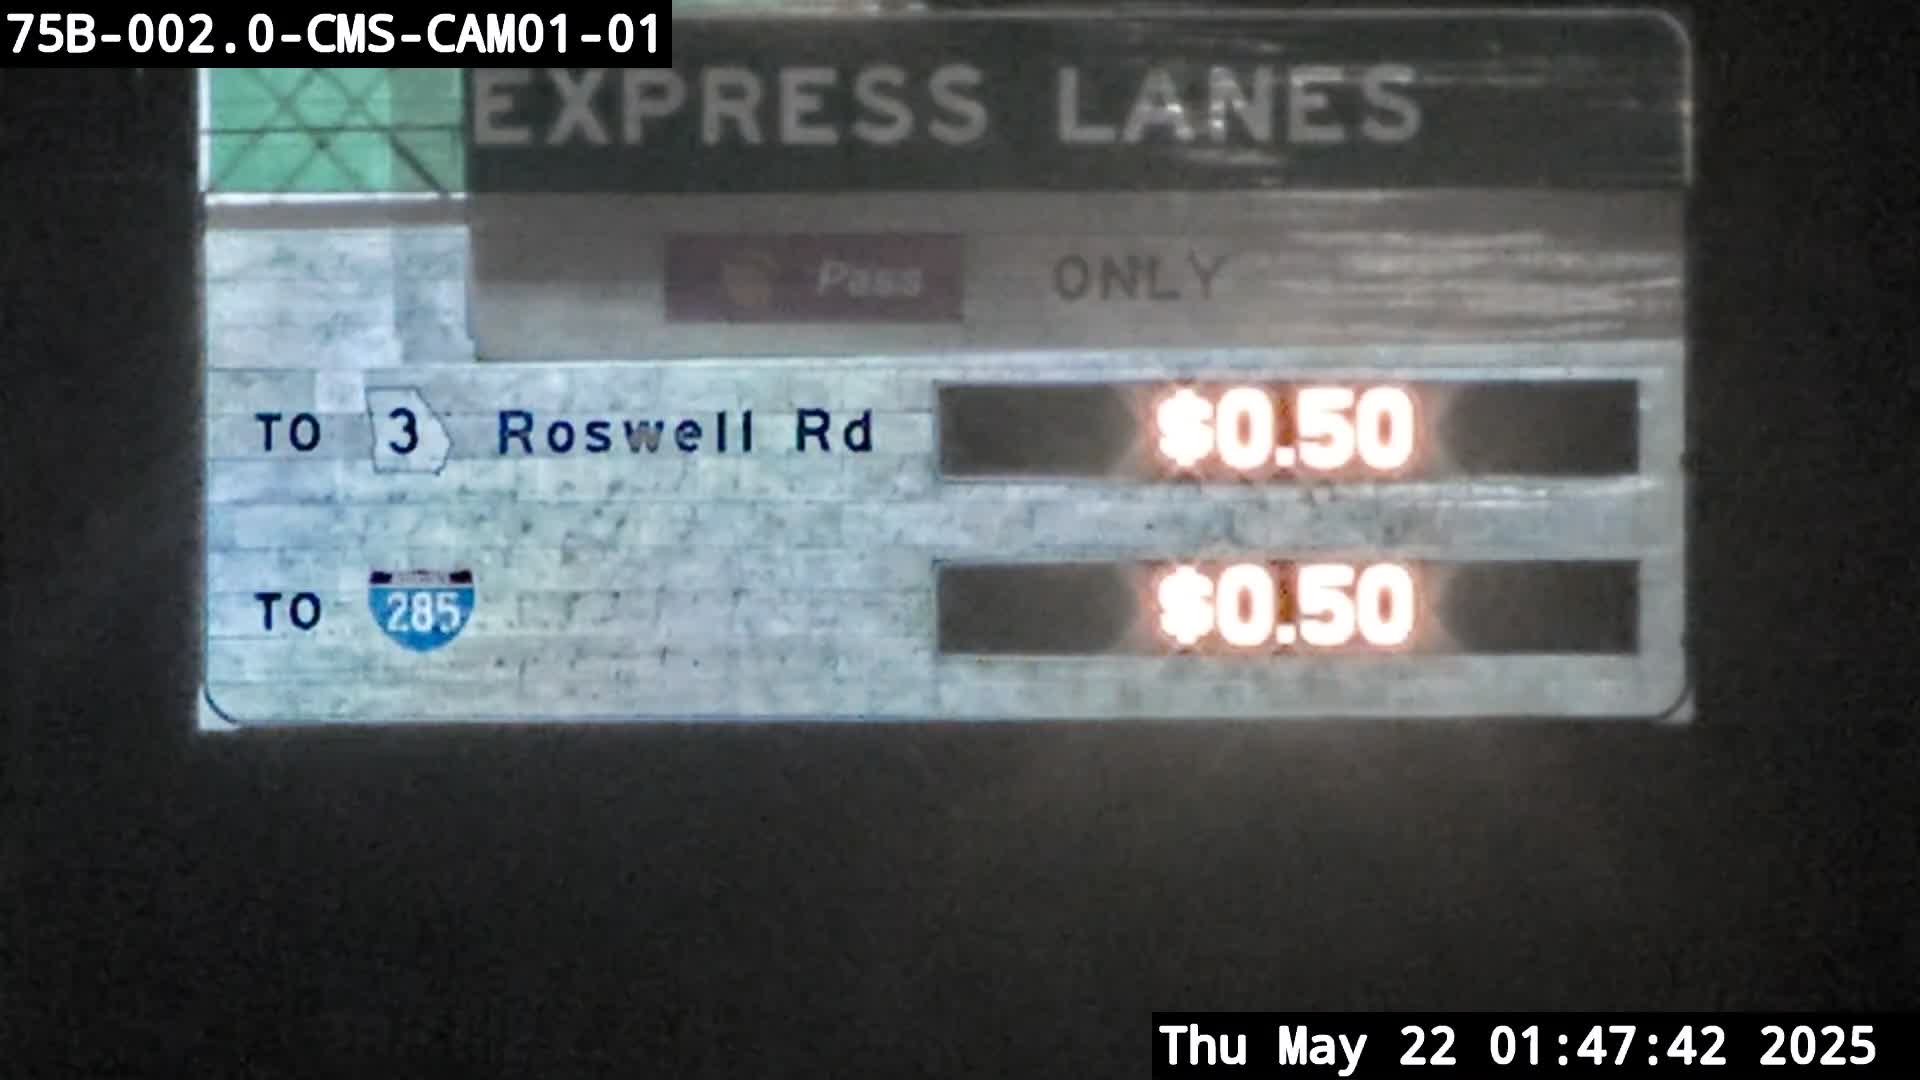 75B-002.0-CMS-CAM01-01
EXPRESS LANES
Pass ONLY
TO 3 Roswell Rd $0.50
TO 285 $0.50
Thu May 22 01:47:42 2025